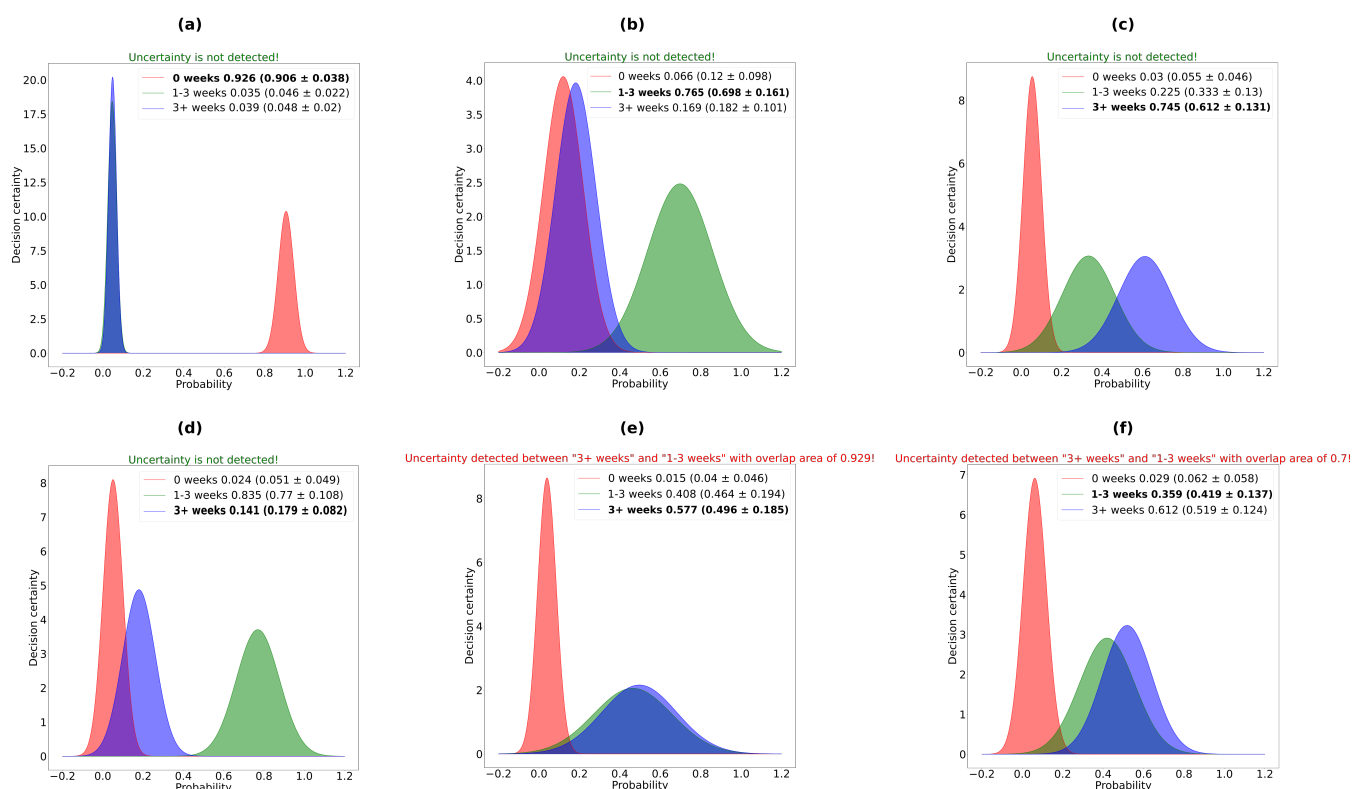 (a)
Uncertainty is not detected!
0 weeks 0.926 (0.906 ± 0.038)
1-3 weeks 0.035 (0.046 ± 0.022)
3+ weeks 0.039 (0.048 ± 0.02)
Decision certainty
20.0
17.5
15.0
12.5
10.0
7.5
5.0
2.5
0.0
−0.2 0.0 0.2 0.4 0.6 0.8 1.0 1.2
Probability
(b)
Uncertainty is not detected!
0 weeks 0.066 (0.12 ± 0.098)
1-3 weeks 0.765 (0.698 ± 0.161)
3+ weeks 0.169 (0.182 ± 0.101)
Decision certainty
4.0
3.5
3.0
2.5
2.0
1.5
1.0
0.5
0.0
−0.2 0.0 0.2 0.4 0.6 0.8 1.0 1.2
Probability
(c)
Uncertainty is not detected!
0 weeks 0.03 (0.055 ± 0.046)
1-3 weeks 0.225 (0.333 ± 0.13)
3+ weeks 0.745 (0.612 ± 0.131)
Decision certainty
8
6
4
2
0
−0.2 0.0 0.2 0.4 0.6 0.8 1.0 1.2
Probability
(d)
Uncertainty is not detected!
0 weeks 0.024 (0.051 ± 0.049)
1-3 weeks 0.835 (0.77 ± 0.108)
3+ weeks 0.141 (0.179 ± 0.082)
Decision certainty
8
7
6
5
4
3
2
1
0
−0.2 0.0 0.2 0.4 0.6 0.8 1.0 1.2
Probability
(e)
Uncertainty detected between "3+ weeks" and "1-3 weeks" with overlap area of 0.929!
0 weeks 0.015 (0.04 ± 0.046)
1-3 weeks 0.408 (0.464 ± 0.194)
3+ weeks 0.577 (0.496 ± 0.185)
Decision certainty
8
6
4
2
0
−0.2 0.0 0.2 0.4 0.6 0.8 1.0 1.2
Probability
(f)
Uncertainty detected between "3+ weeks" and "1-3 weeks" with overlap area of
0 weeks 0.029 (0.062 ± 0.058)
1-3 weeks 0.359 (0.419 ± 0.137)
3+ weeks 0.612 (0.519 ± 0.124)
Decision certainty
7
6
5
4
3
2
1
0
−0.2 0.0 0.2 0.4 0.6 0.8 1.0 1.2
Probability